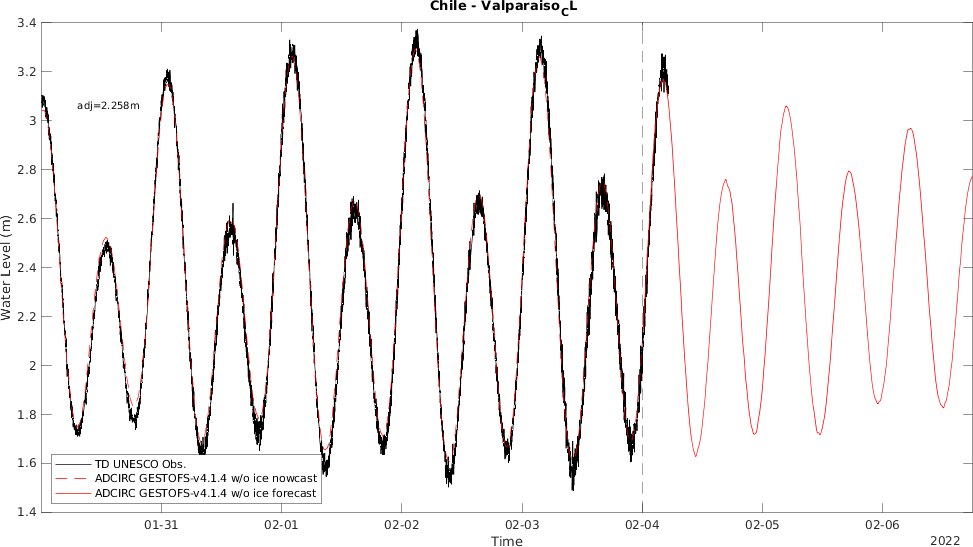 Chile - Valparaiso_CL
3.4
3.2
3
2.8
2.6
2.4
2.2
2
1.8
1.6
1.4
Water Level (m)
adj=2.258m
TD UNESCO Obs.
ADCIRC GESTOFS-v4.1.4 w/o ice nowcast
ADCIRC GESTOFS-v4.1.4 w/o ice forecast
01-31 02-01 02-02 02-03 02-04 02-05 02-06
Time
2022